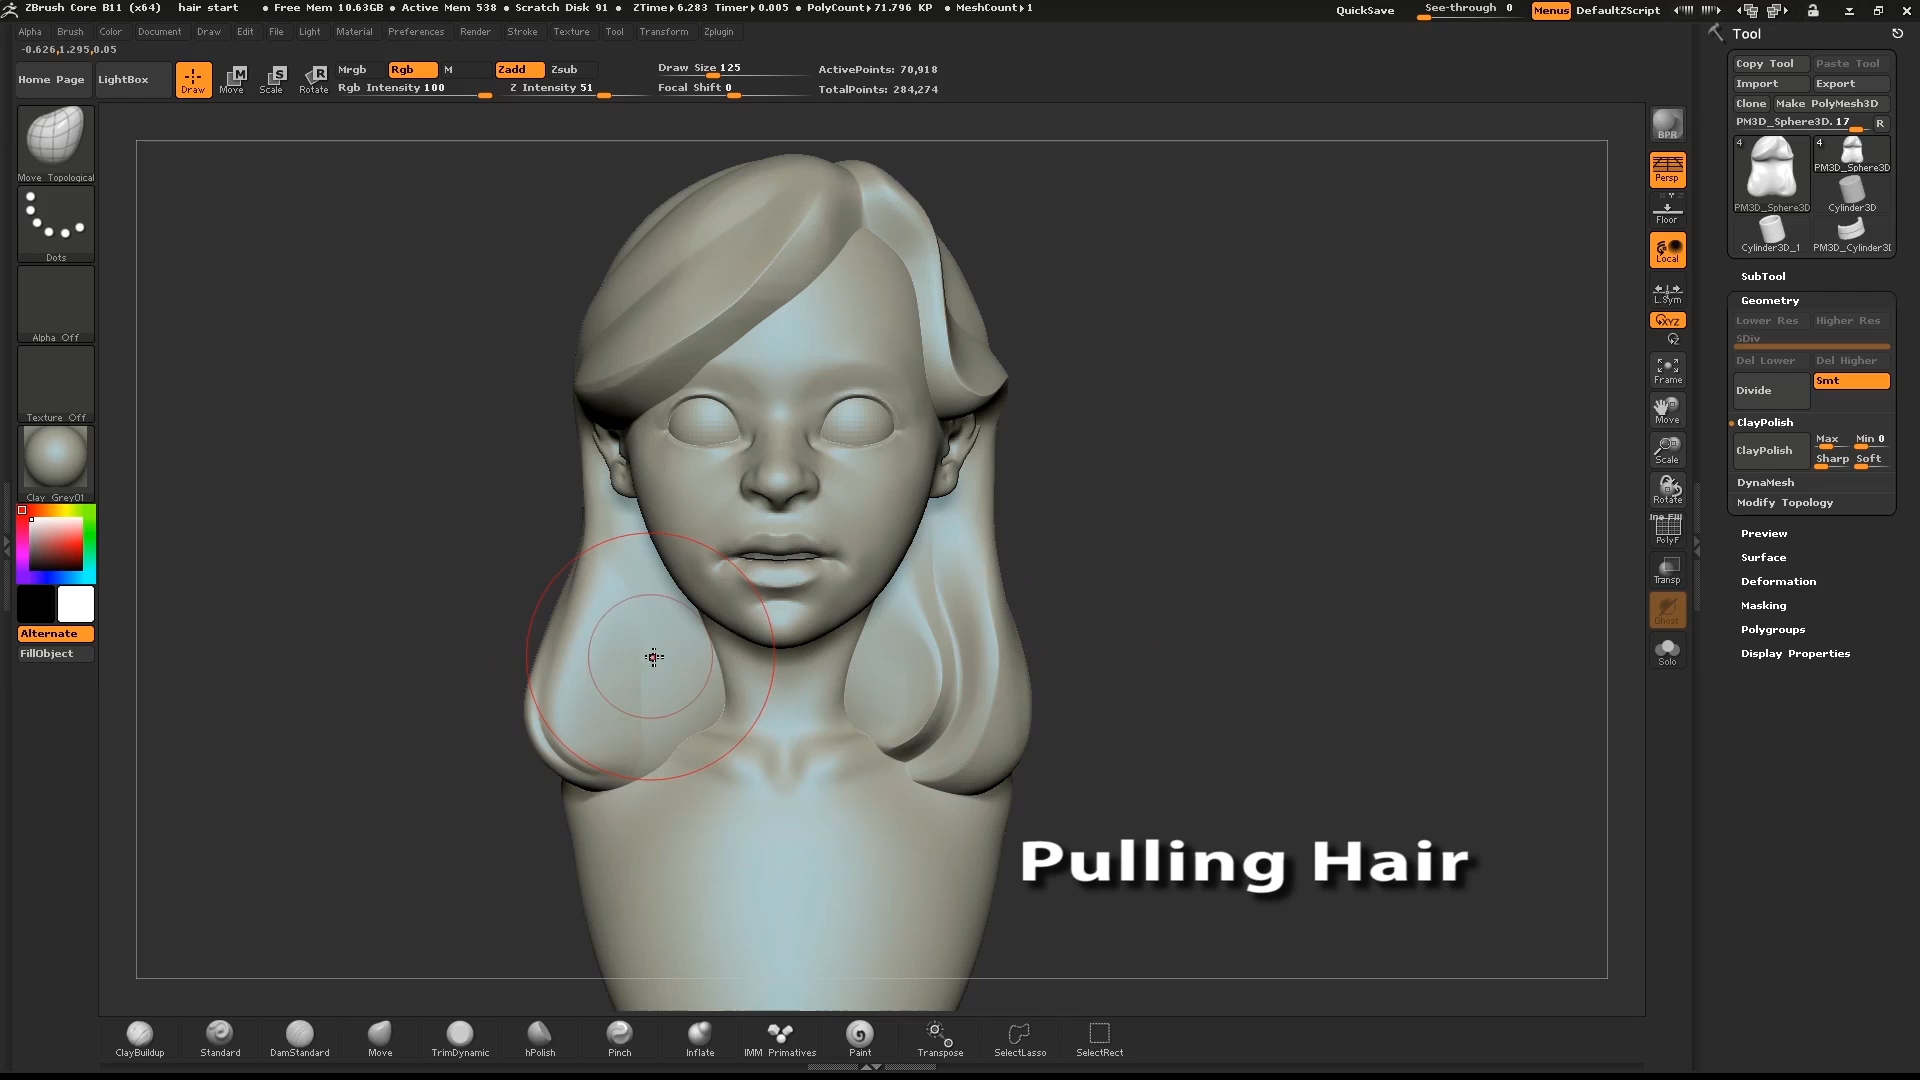 ZBrush Core B11 (x64) hair start • Free Mem 10.63GB • Active Mem 538 • Scratch Disk 91 • ZTime▸6.283 Timer▸0.005 • PolyCount▸71.796 KP • MeshCount▸1
QuickSave See-through 0 Menus DefaultZScript
Alpha Brush Color Document Draw Edit File Light Layer Material Preferences Render Stroke Texture Tool Transform Zplugin
-0.626,1.295,0.05
Home Page LightBox Draw Move Scale Rotate
Mrgb Rgb M Zadd Zsub
Rgb Intensity 100 Z Intensity 51
Draw Size 125
Focal Shift 0
ActivePoints: 70,918
TotalPoints: 284,274
Move Topological
Dots
Alpha Off
Texture Off
Clay Grey01
Alternate
FillObject
Pulling Hair
BPR
Persp
Floor
Local
L.Sym
XYZ
Frame
Move
Scale
Rotate
PolyF
Transp
Ghost
Solo
Tool
Copy Tool Paste Tool
Import Export
Clone Make PolyMesh3D
PM3D_Sphere3D. 17 R
4 4
PM3D_Sphere3D
PM3D_Sphere3D Cylinder3D
Cylinder3D_1 PM3D_Cylinder3I
SubTool
Geometry
Lower Res Higher Res
SDiv
Del Lower Del Higher
Divide Smt
ClayPolish
ClayPolish Max Min 0
Sharp Soft
DynaMesh
Modify Topology
Preview
Surface
Deformation
Masking
Polygroups
Display Properties
ClayBuildup Standard DamStandard Move TrimDynamic hPolish Pinch Inflate IMM Primitives Paint Transpose SelectLasso SelectRect